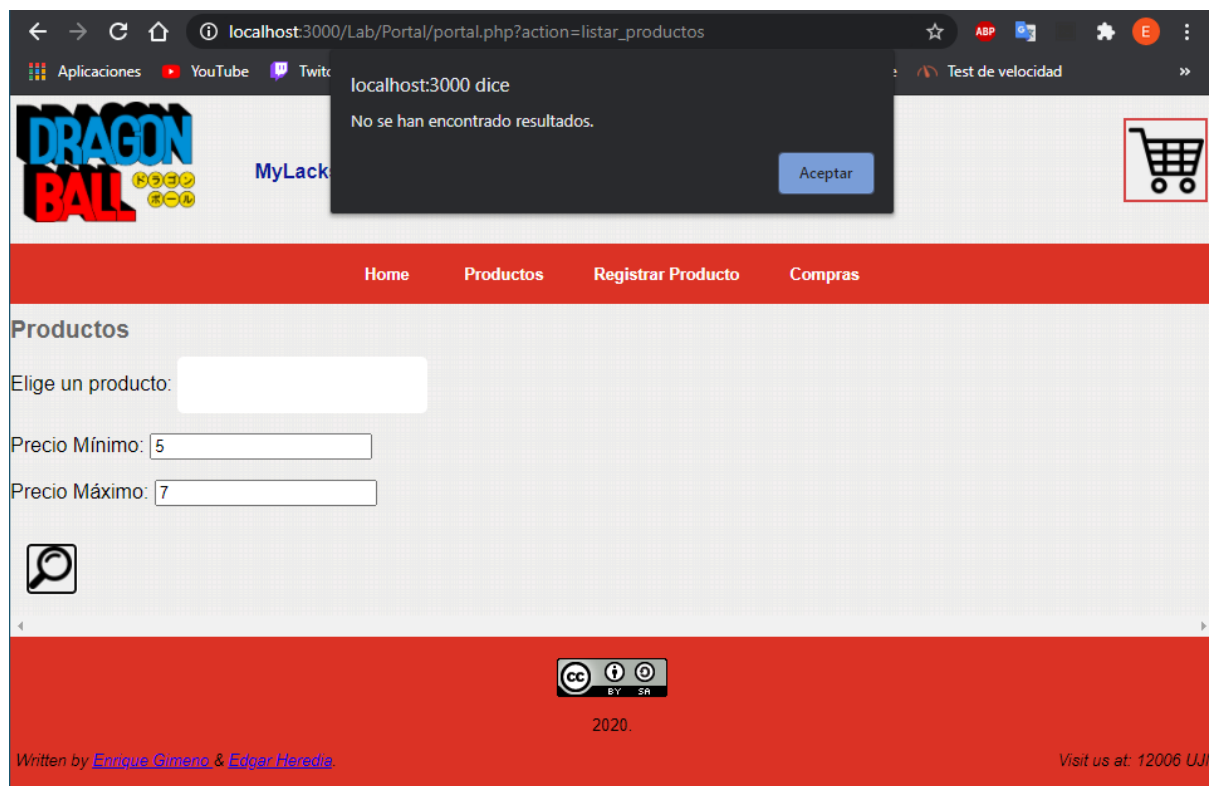 localhost:3000/Lab/Portal/portal.php?action=listar_productos
ABP
E
Aplicaciones
YouTube
Test de velocidad
»
localhost:3000 dice
No se han encontrado resultados.
Aceptar
DRAGON
BALL
ドラゴン
ボール
Home
Productos
Registrar Producto
Compras
Productos
Elige un producto:
Precio Mínimo: 5
Precio Máximo: 7
cc
BY SA
2020.
Written by Enrique Gimeno & Edgar Heredia.
Visit us at: 12006 UJI